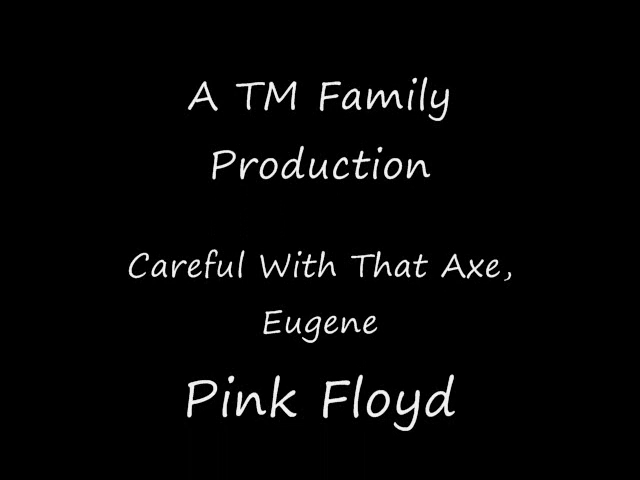 A TM Family
Production
Careful With That Axe,
Eugene
Pink Floyd